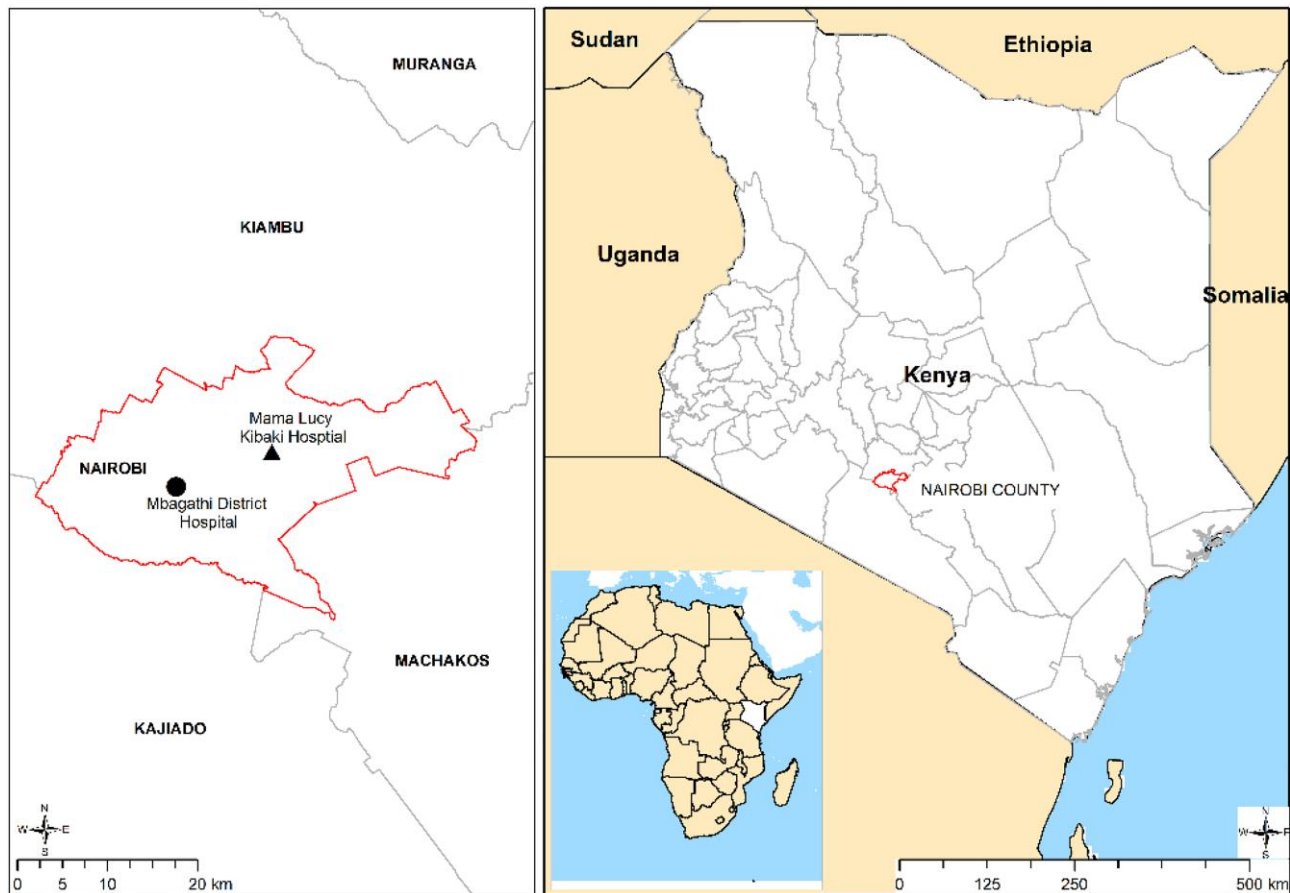 MURANGA
KIAMBU
Mama Lucy
Kibaki Hosptial
NAIROBI
Mbagathi District
Hospital
MACHAKOS
KAJIADO
N
W E
S
0 5 10 20 km
Sudan
Ethiopia
Uganda
Somalia
Kenya
NAIROBI COUNTY
N
W E
S
0 125 250 500 km